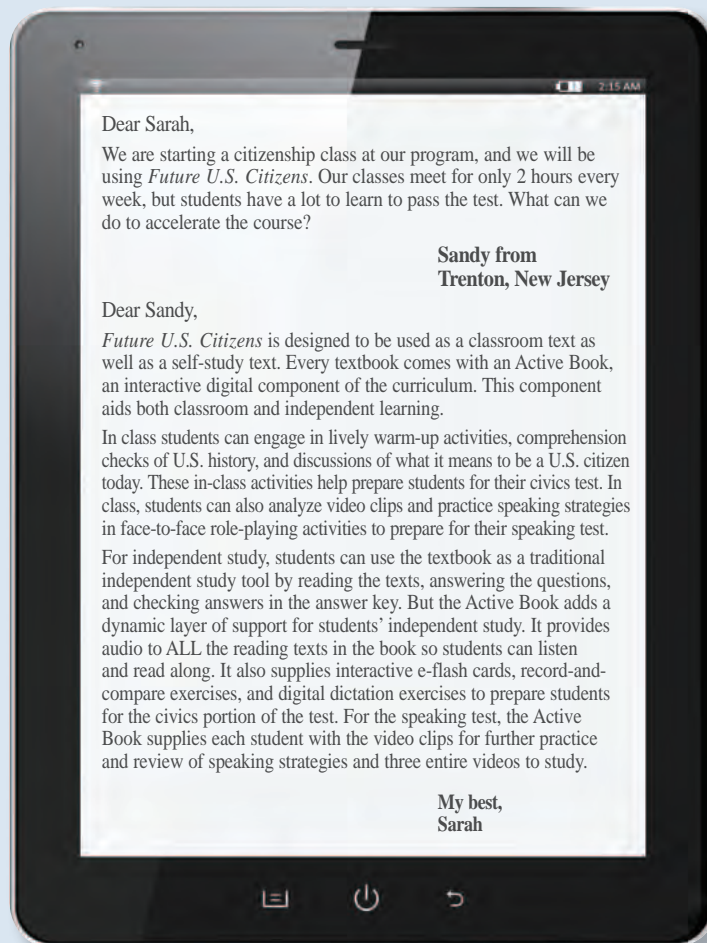 2:15 AM
Dear Sarah,
We are starting a citizenship class at our program, and we will be
using Future U.S. Citizens. Our classes meet for only 2 hours every
week, but students have a lot to learn to pass the test. What can we
do to accelerate the course?
Sandy from
Trenton, New Jersey
Dear Sandy,
Future U.S. Citizens is designed to be used as a classroom text as
well as a self-study text. Every textbook comes with an Active Book,
an interactive digital component of the curriculum. This component
aids both classroom and independent learning.
In class students can engage in lively warm-up activities, comprehension
checks of U.S. history, and discussions of what it means to be a U.S. citizen
today. These in-class activities help prepare students for their civics test. In
class, students can also analyze video clips and practice speaking strategies
in face-to-face role-playing activities to prepare for their speaking test.
For independent study, students can use the textbook as a traditional
independent study tool by reading the texts, answering the questions,
and checking answers in the answer key. But the Active Book adds a
dynamic layer of support for students’ independent study. It provides
audio to ALL the reading texts in the book so students can listen
and read along. It also supplies interactive e-flash cards, record-and-
compare exercises, and digital dictation exercises to prepare students
for the civics portion of the test. For the speaking test, the Active
Book supplies each student with the video clips for further practice
and review of speaking strategies and three entire videos to study.
My best,
Sarah